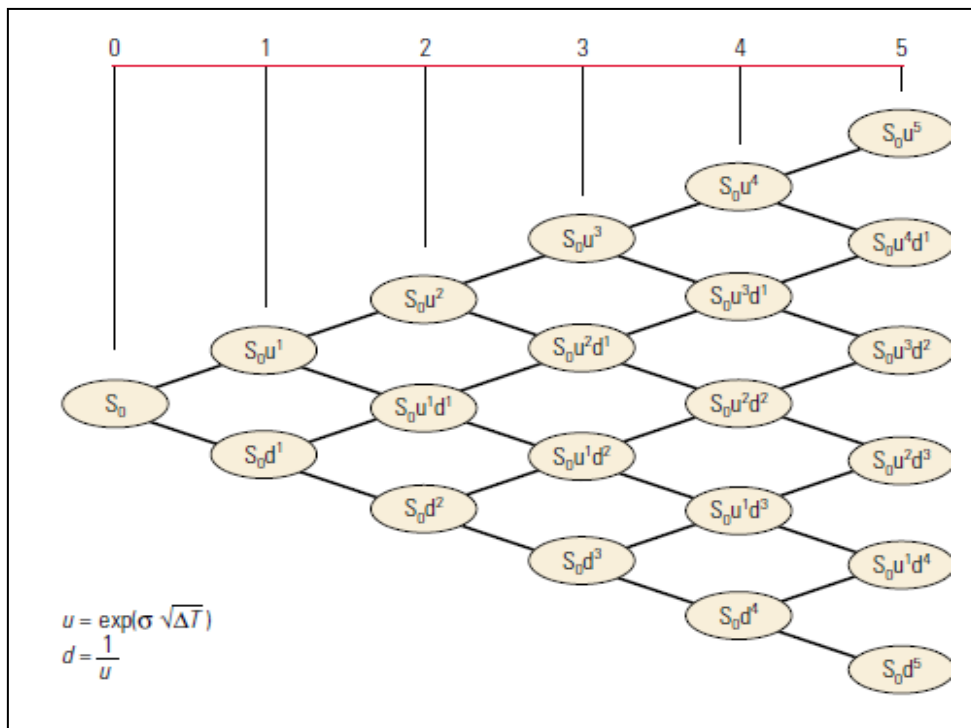 0 1 2 3 4 5
S₀u⁵
S₀u⁴
S₀u³
S₀u⁴d¹
S₀u²
S₀u³d¹
S₀u¹
S₀u²d¹
S₀u³d²
S₀
S₀u¹d¹
S₀u²d²
S₀d¹
S₀u¹d²
S₀u²d³
S₀d²
S₀u¹d³
S₀d³
S₀u¹d⁴
S₀d⁴
S₀d⁵
u = exp(σ √ΔT)
d = 1/u